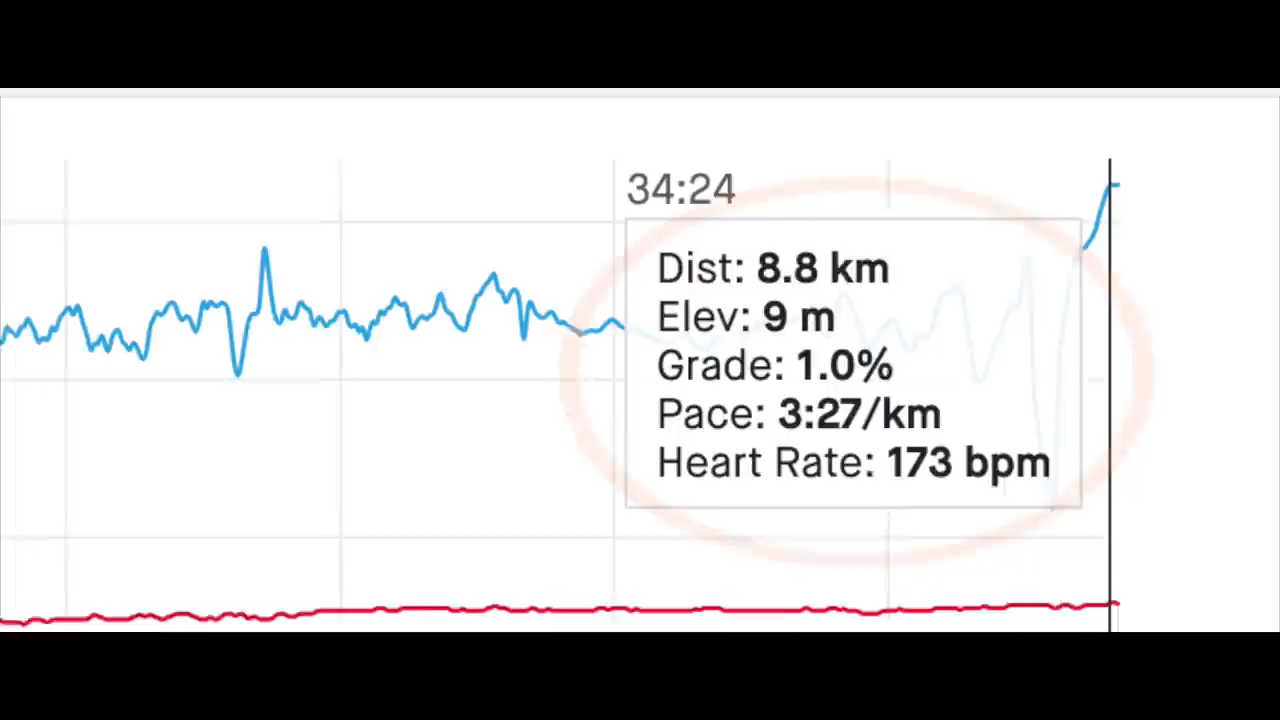 34:24
Dist: 8.8 km
Elev: 9 m
Grade: 1.0%
Pace: 3:27/km
Heart Rate: 173 bpm